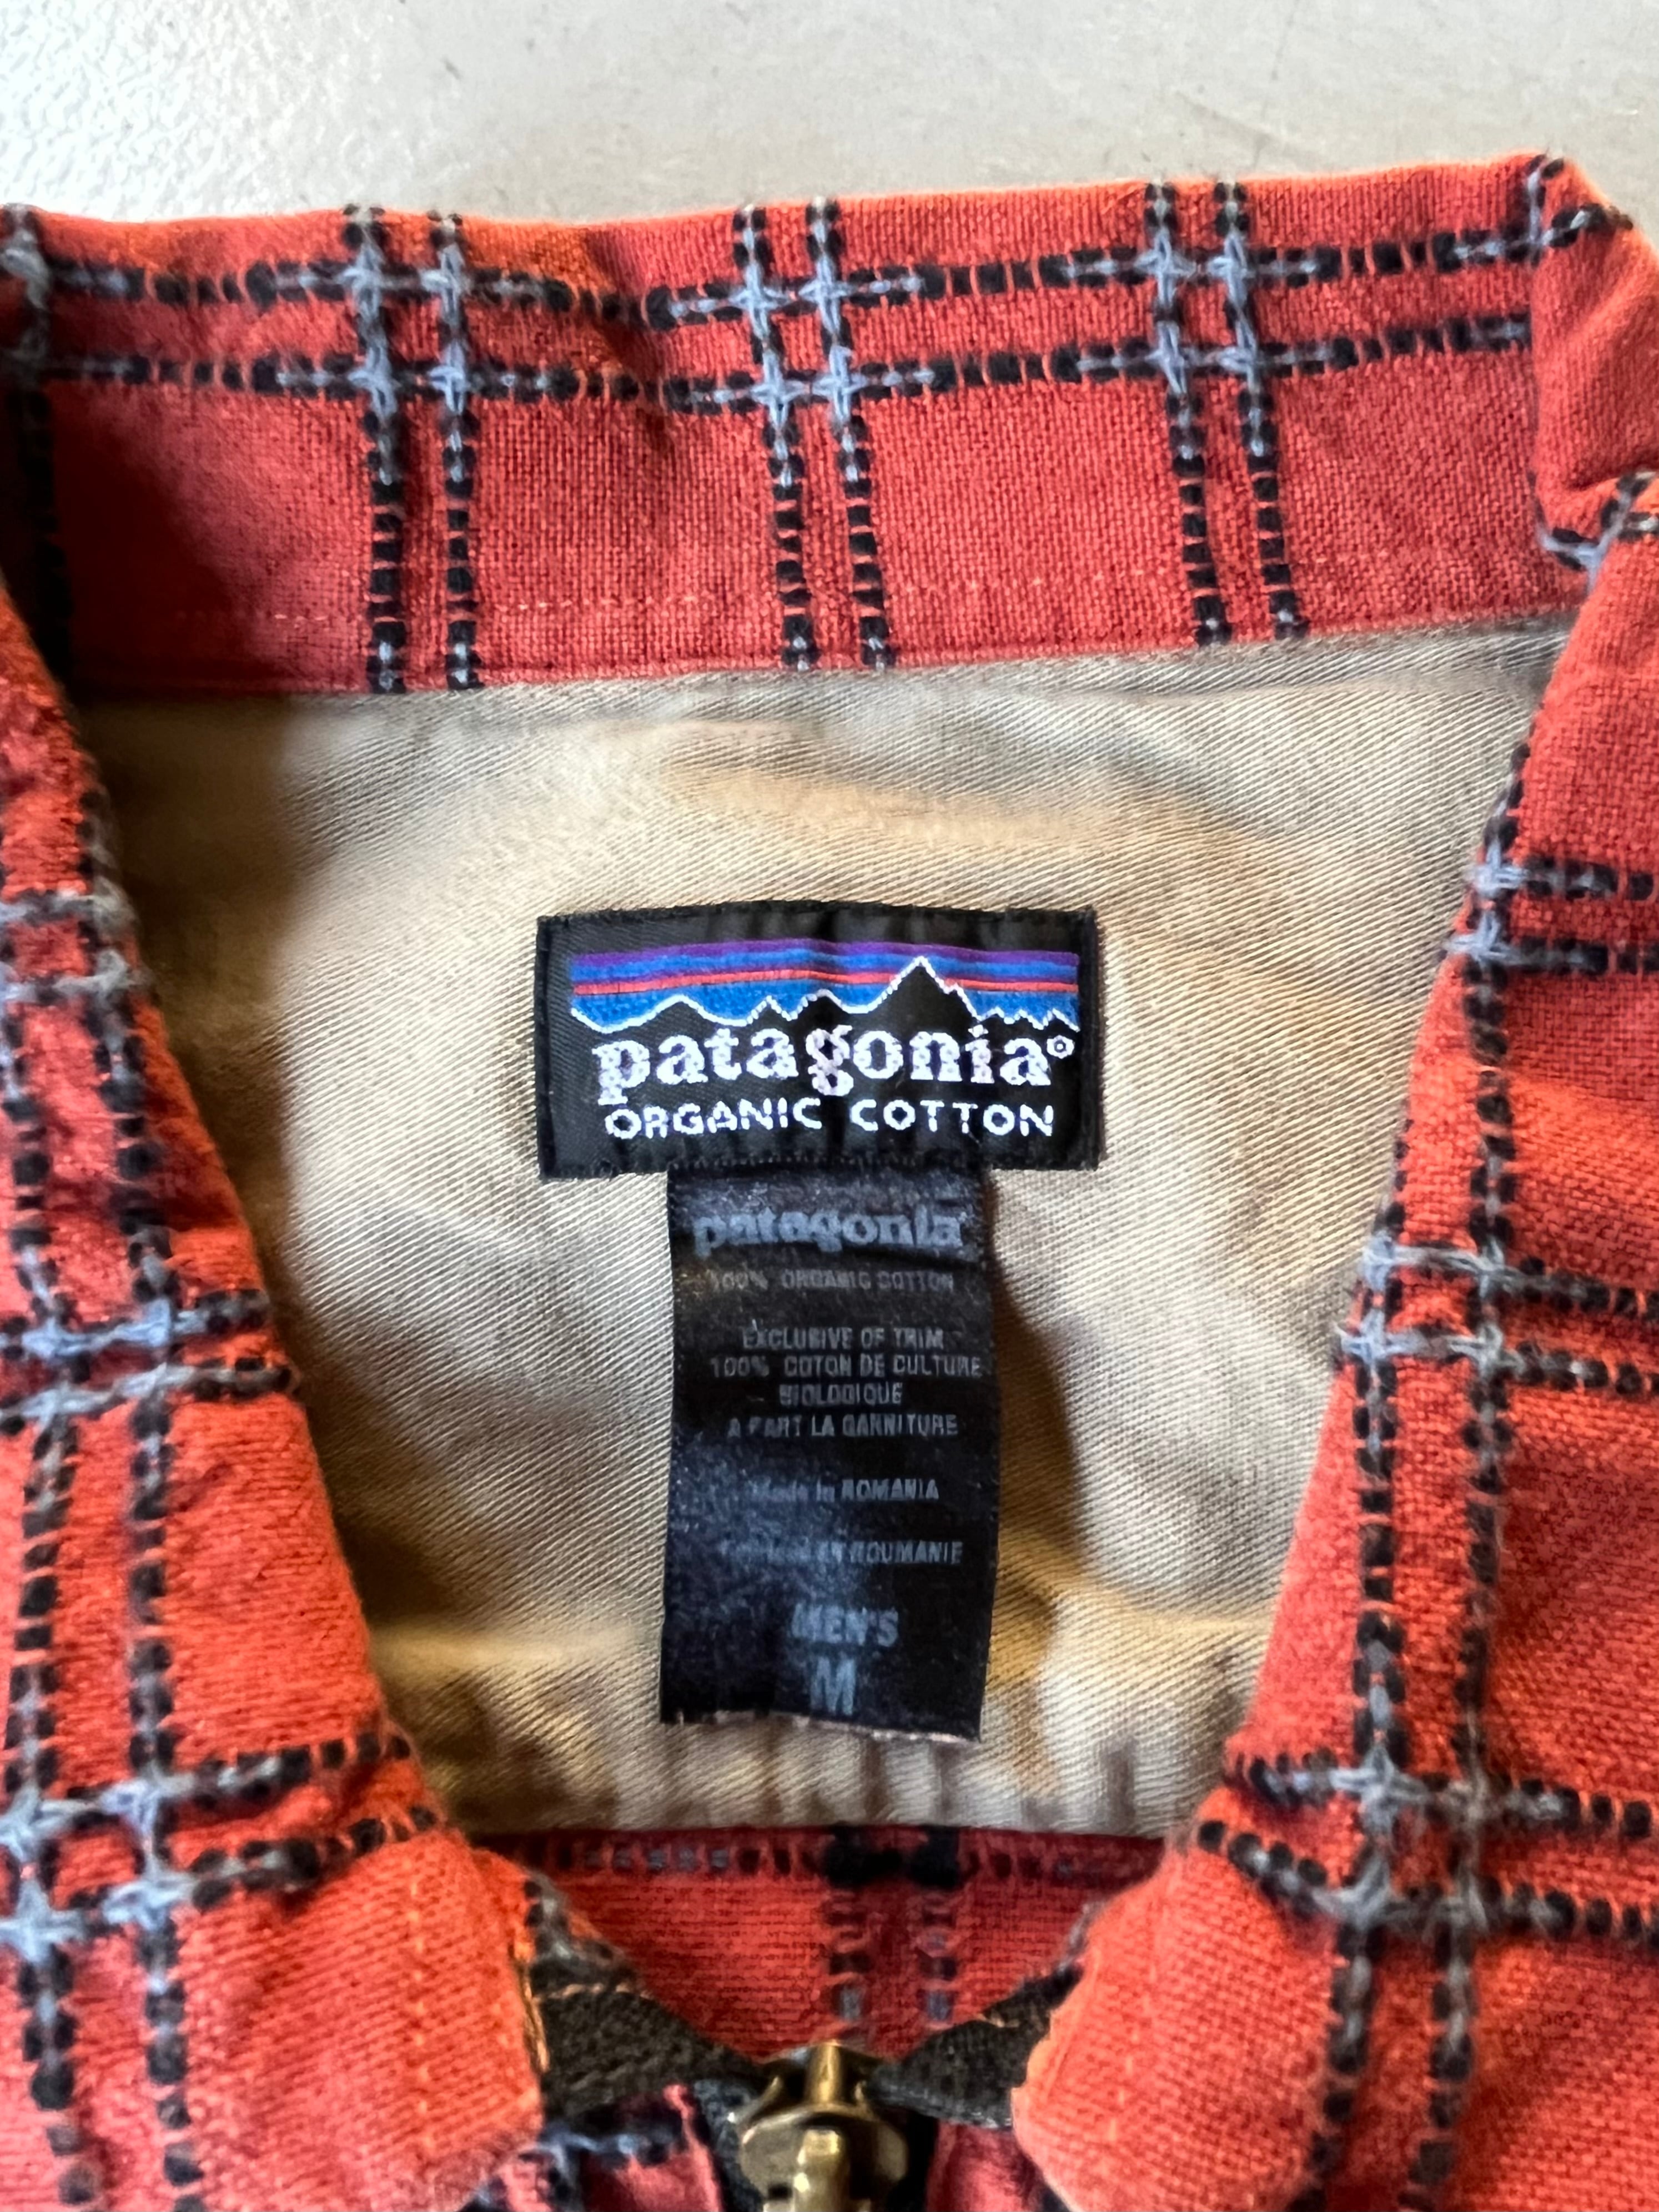 patagonia®
ORGANIC COTTON
patagonia®
100% ORGANIC COTTON
EXCLUSIVE OF TRIM
100% COTON DE CULTURE
BIOLOGIQUE
A PART LA GARNITURE
Made in ROMANIA
EN ROUMANIE
MEN'S
M